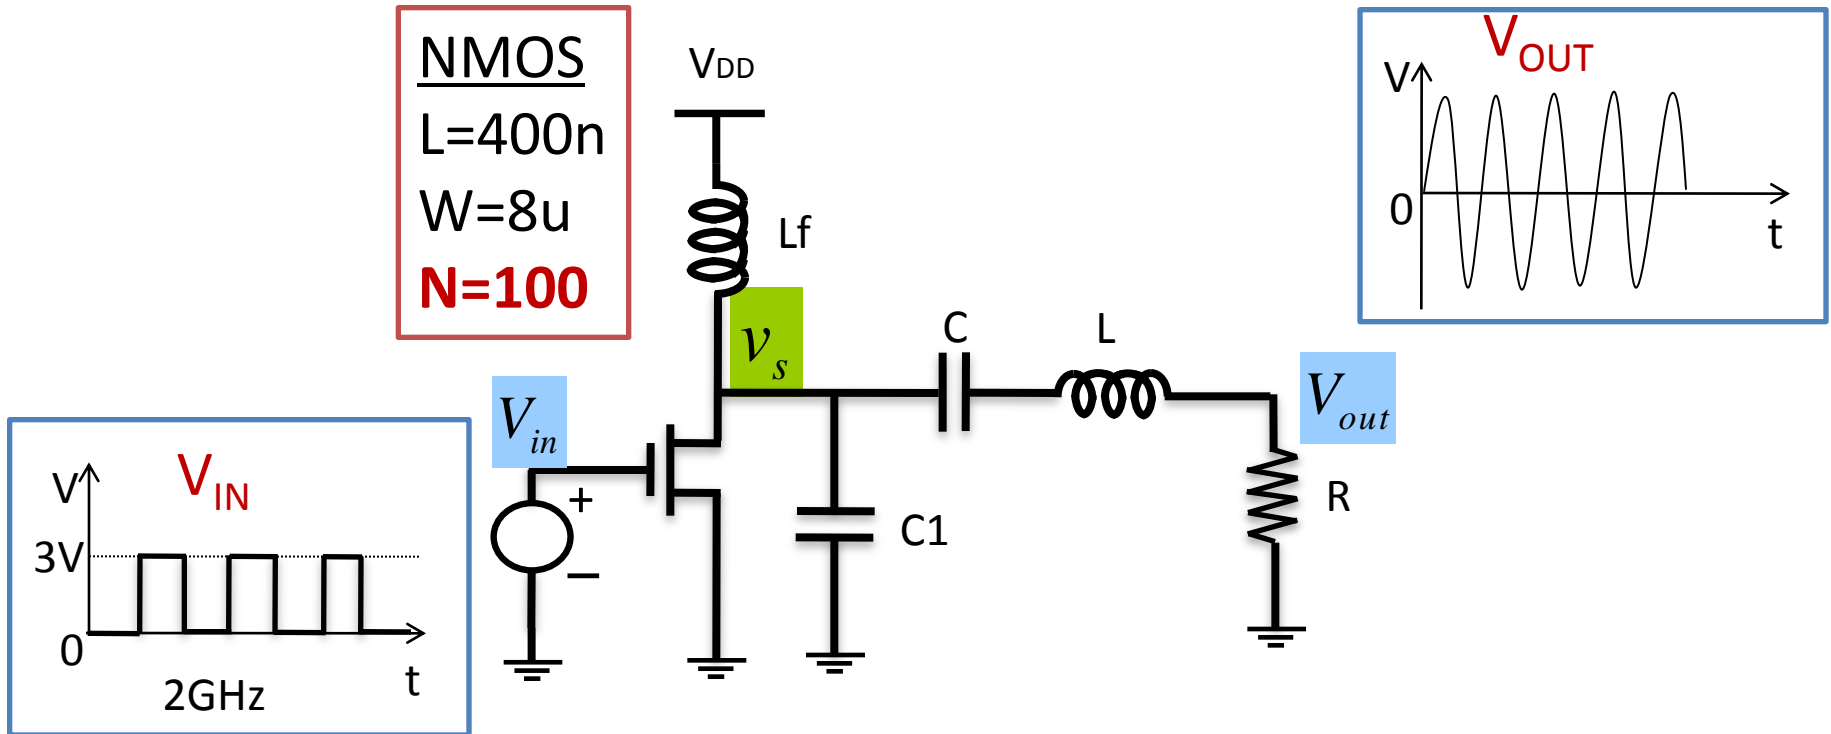 NMOS
L=400n
W=8u
N=100
VDD
Lf
vs
C
L
Vout
R
C1
Vin
+
−
VIN
V
3V
0
t
2GHz
VOUT
V
0
t